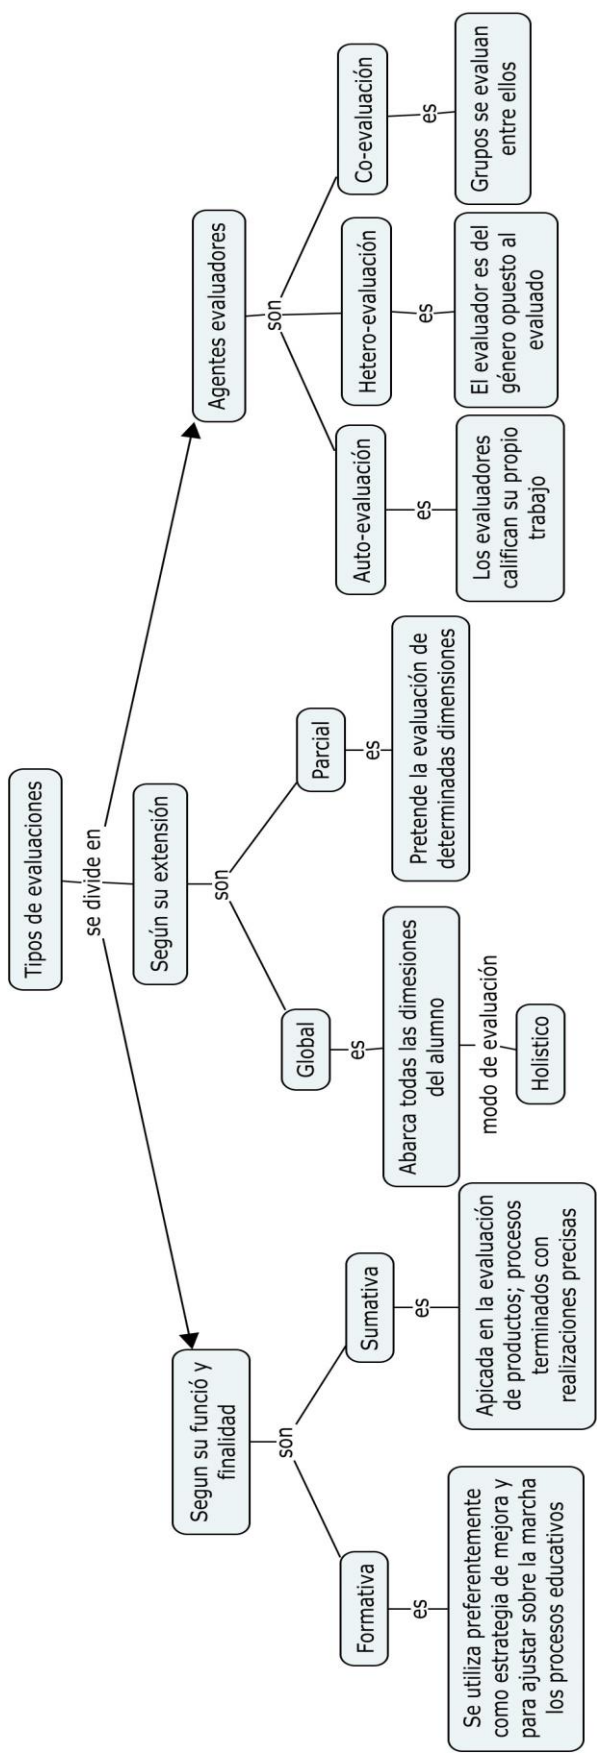 Tipos de evaluaciones
se divide en
Segun su funció y
finalidad
son
Formativa
es
Se utiliza preferentemente
como estrategia de mejora y
para ajustar sobre la marcha
los procesos educativos
Sumativa
es
Apicada en la evaluación
de productos; procesos
terminados con
realizaciones precisas
Según su extensión
son
Global
es
Abarca todas las dimesiones
del alumno
modo de evaluación
Holistico
Parcial
es
Pretende la evaluación de
determinadas dimensiones
Agentes evaluadores
son
Auto-evaluación
es
Los evaluadores
califican su propio
trabajo
Hetero-evaluación
es
El evaluador es del
género opuesto al
evaluado
Co-evaluación
es
Grupos se evaluan
entre ellos